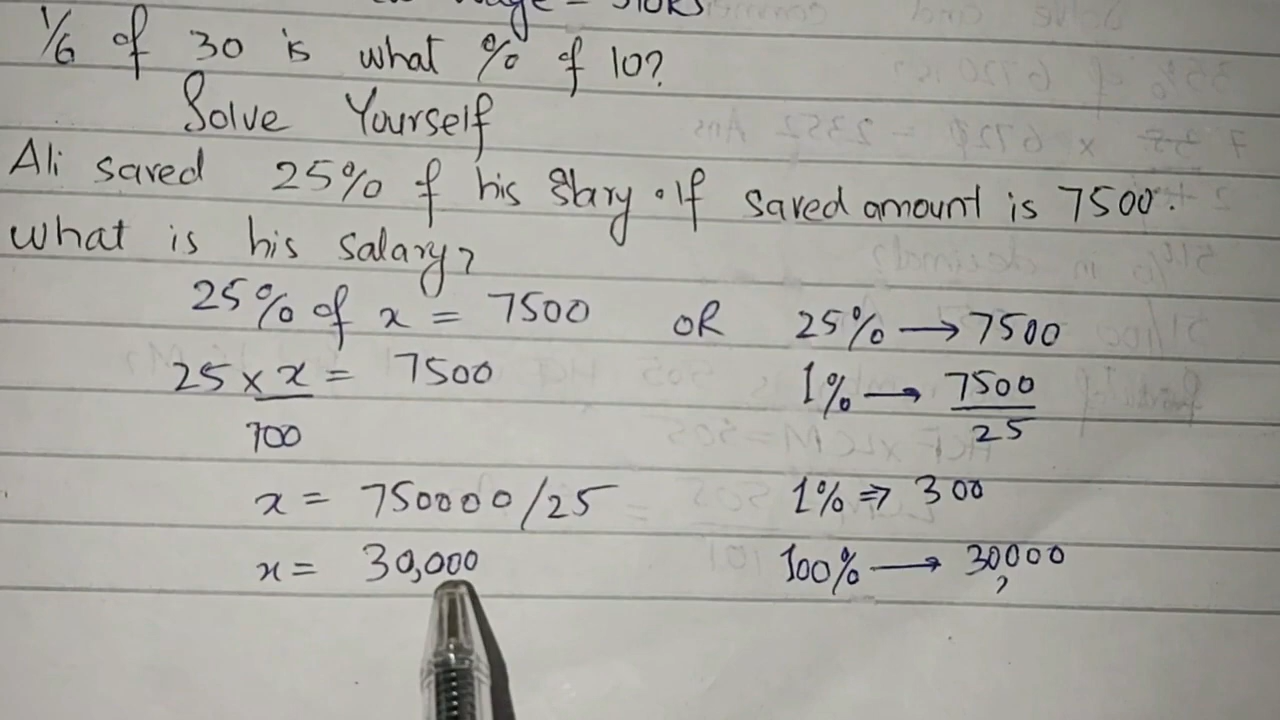 1/6 of 30 is what % of 10?
Solve Yourself
Ali saved 25% of his Slary. If saved amount is 7500.
what is his salary?
25% of x = 7500 OR 25% → 7500
25 × x = 7500 1% → 7500
100 25
x = 750000/25 1% ⇒ 300
x = 30,000 100% → 30,000